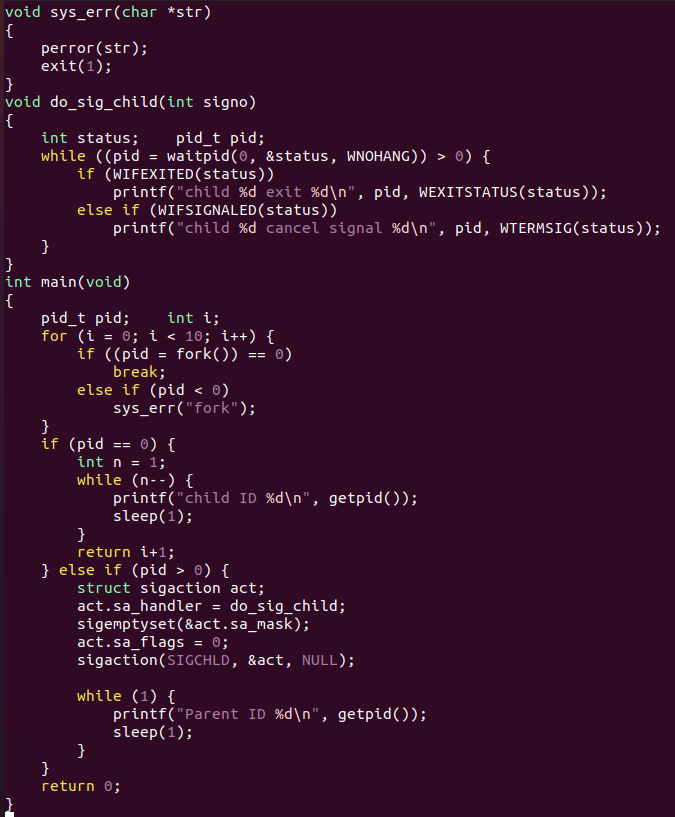 void sys_err(char *str)
{
    perror(str);
    exit(1);
}
void do_sig_child(int signo)
{
    int status;    pid_t pid;
    while ((pid = waitpid(0, &status, WNOHANG)) > 0) {
        if (WIFEXITED(status))
            printf("child %d exit %d\n", pid, WEXITSTATUS(status));
        else if (WIFSIGNALED(status))
            printf("child %d cancel signal %d\n", pid, WTERMSIG(status));
    }
}
int main(void)
{
    pid_t pid;    int i;
    for (i = 0; i < 10; i++) {
        if ((pid = fork()) == 0)
            break;
        else if (pid < 0)
            sys_err("fork");
    }
    if (pid == 0) {
        int n = 1;
        while (n--) {
            printf("child ID %d\n", getpid());
            sleep(1);
        }
        return i+1;
    } else if (pid > 0) {
        struct sigaction act;
        act.sa_handler = do_sig_child;
        sigemptyset(&act.sa_mask);
        act.sa_flags = 0;
        sigaction(SIGCHLD, &act, NULL);

        while (1) {
            printf("Parent ID %d\n", getpid());
            sleep(1);
        }
    }
    return 0;
}